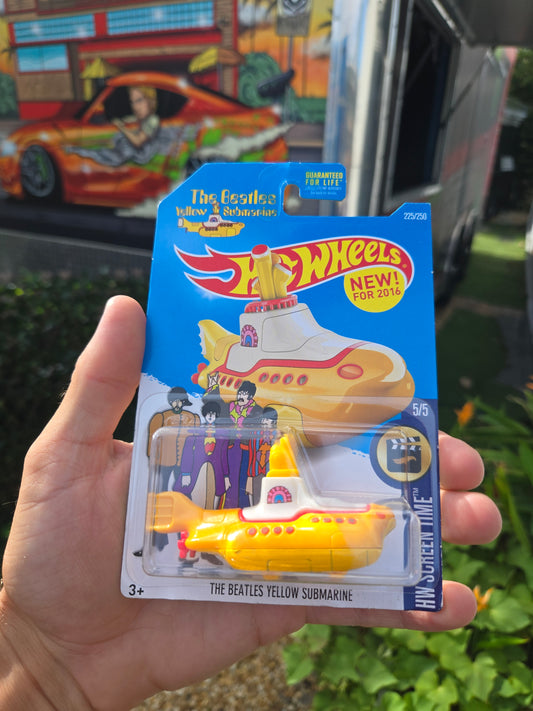 GUARANTEED
FOR LIFE*
The Beatles
Yellow Submarine
225/250
Hot Wheels
NEW!
FOR 2016
5/5
HW SCREEN TIME™
3+
THE BEATLES YELLOW SUBMARINE